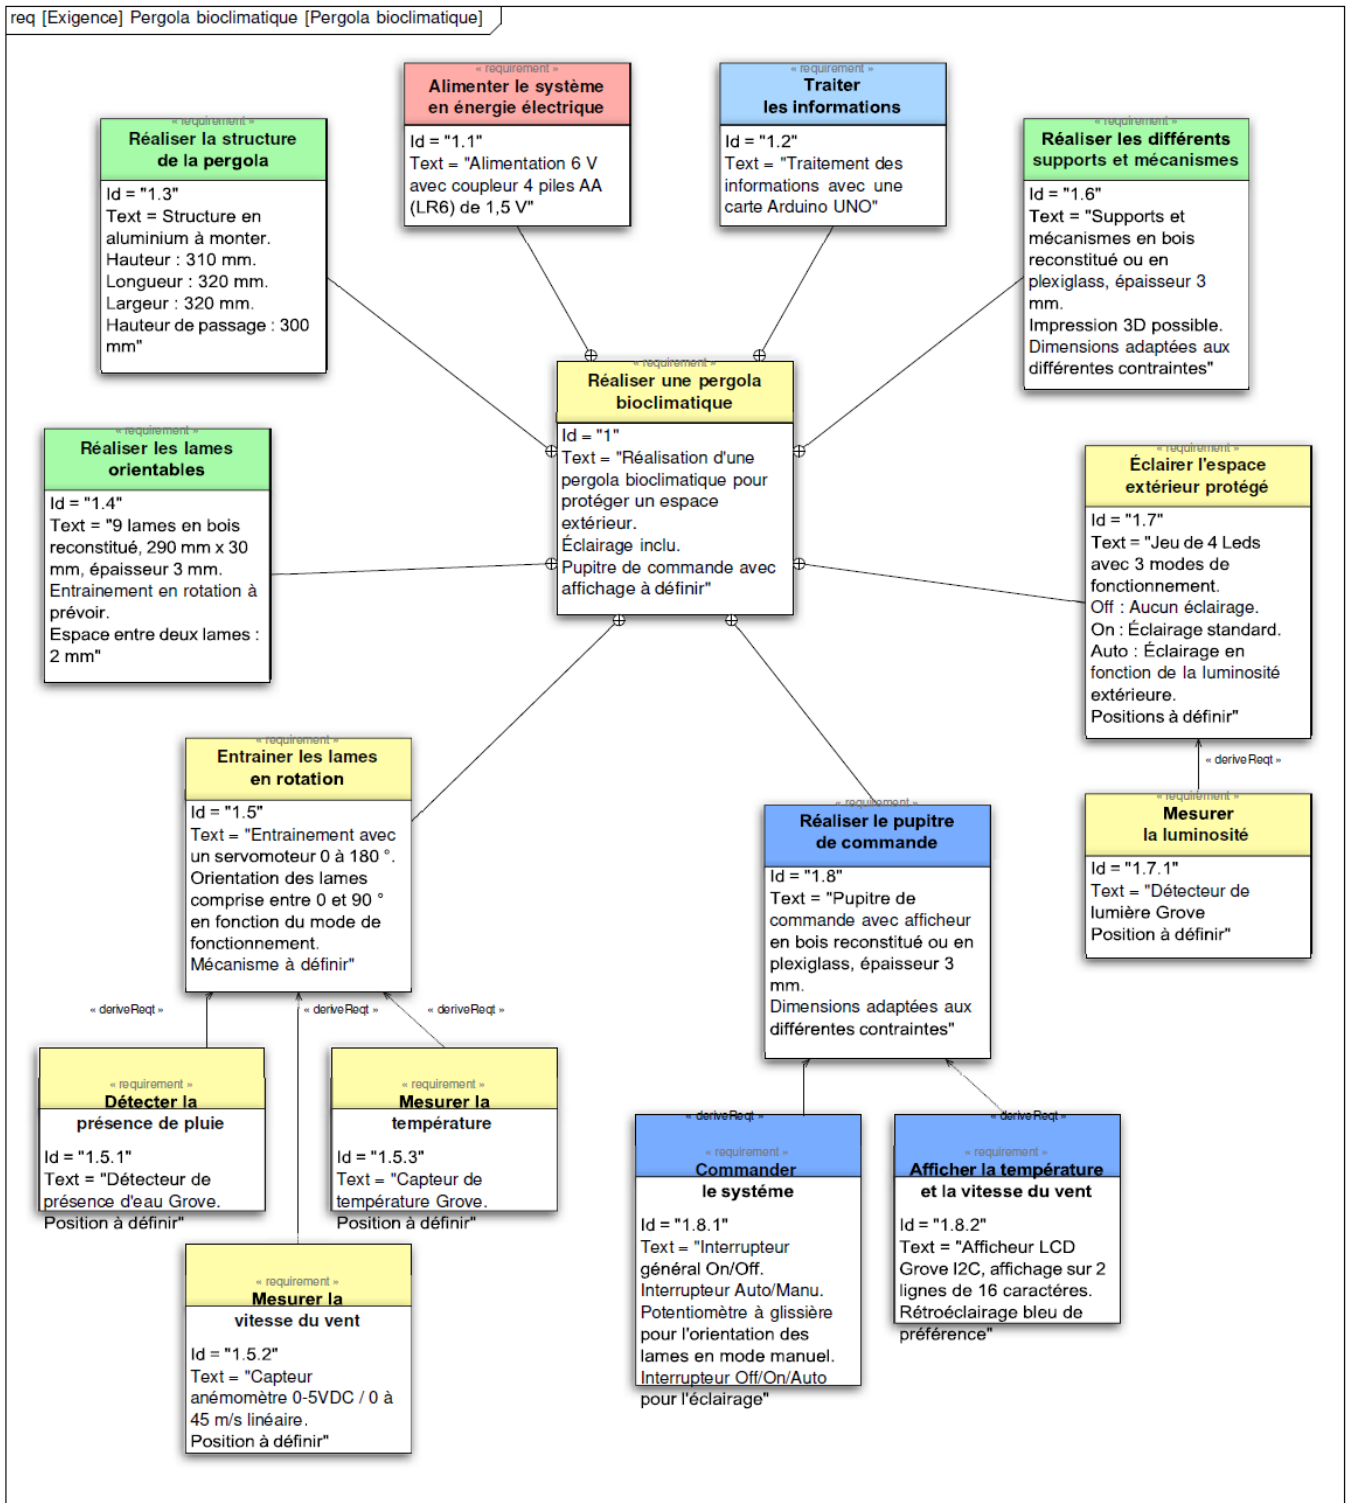 req [Exigence] Pergola bioclimatique [Pergola bioclimatique]
« requirement »
Alimenter le système
en énergie électrique
Id = "1.1"
Text = "Alimentation 6 V
avec coupleur 4 piles AA
(LR6) de 1,5 V"
« requirement »
Traiter
les informations
Id = "1.2"
Text = "Traitement des
informations avec une
carte Arduino UNO"
« requirement »
Réaliser la structure
de la pergola
Id = "1.3"
Text = Structure en
aluminium à monter.
Hauteur : 310 mm.
Longueur : 320 mm.
Largeur : 320 mm.
Hauteur de passage : 300
mm"
« requirement »
Réaliser les différents
supports et mécanismes
Id = "1.6"
Text = "Supports et
mécanismes en bois
reconstitué ou en
plexiglass, épaisseur 3
mm.
Impression 3D possible.
Dimensions adaptées aux
différentes contraintes"
« requirement »
Réaliser une pergola
bioclimatique
Id = "1"
Text = "Réalisation d'une
pergola bioclimatique pour
protéger un espace
extérieur.
Éclairage inclu.
Pupitre de commande avec
affichage à définir"
« requirement »
Réaliser les lames
orientables
Id = "1.4"
Text = "9 lames en bois
reconstitué, 290 mm x 30
mm, épaisseur 3 mm.
Entrainement en rotation à
prévoir.
Espace entre deux lames :
2 mm"
« requirement »
Éclairer l'espace
extérieur protégé
Id = "1.7"
Text = "Jeu de 4 Leds
avec 3 modes de
fonctionnement.
Off : Aucun éclairage.
On : Éclairage standard.
Auto : Éclairage en
fonction de la luminosité
extérieure.
Positions à définir"
« deriveReqt »
« requirement »
Mesurer
la luminosité
Id = "1.7.1"
Text = "Détecteur de
lumière Grove
Position à définir"
« requirement »
Entrainer les lames
en rotation
Id = "1.5"
Text = "Entrainement avec
un servomoteur 0 à 180 °.
Orientation des lames
comprise entre 0 et 90 °
en fonction du mode de
fonctionnement.
Mécanisme à définir"
« requirement »
Réaliser le pupitre
de commande
Id = "1.8"
Text = "Pupitre de
commande avec afficheur
en bois reconstitué ou en
plexiglass, épaisseur 3
mm.
Dimensions adaptées aux
différentes contraintes"
« deriveReqt »
« deriveReqt »
« deriveReqt »
« requirement »
Détecter la
présence de pluie
Id = "1.5.1"
Text = "Détecteur de
présence d'eau Grove.
Position à définir"
« requirement »
Mesurer la
température
Id = "1.5.3"
Text = "Capteur de
température Grove.
Position à définir"
« requirement »
Mesurer la
vitesse du vent
Id = "1.5.2"
Text = "Capteur
anémomètre 0-5VDC / 0 à
45 m/s linéaire.
Position à définir"
« deriveReqt »
« requirement »
Commander
le systéme
Id = "1.8.1"
Text = "Interrupteur
général On/Off.
Interrupteur Auto/Manu.
Potentiomètre à glissière
pour l'orientation des
lames en mode manuel.
Interrupteur Off/On/Auto
pour l'éclairage"
« deriveReqt »
« requirement »
Afficher la température
et la vitesse du vent
Id = "1.8.2"
Text = "Afficheur LCD
Grove I2C, affichage sur 2
lignes de 16 caractéres.
Rétroéclairage bleu de
préférence"